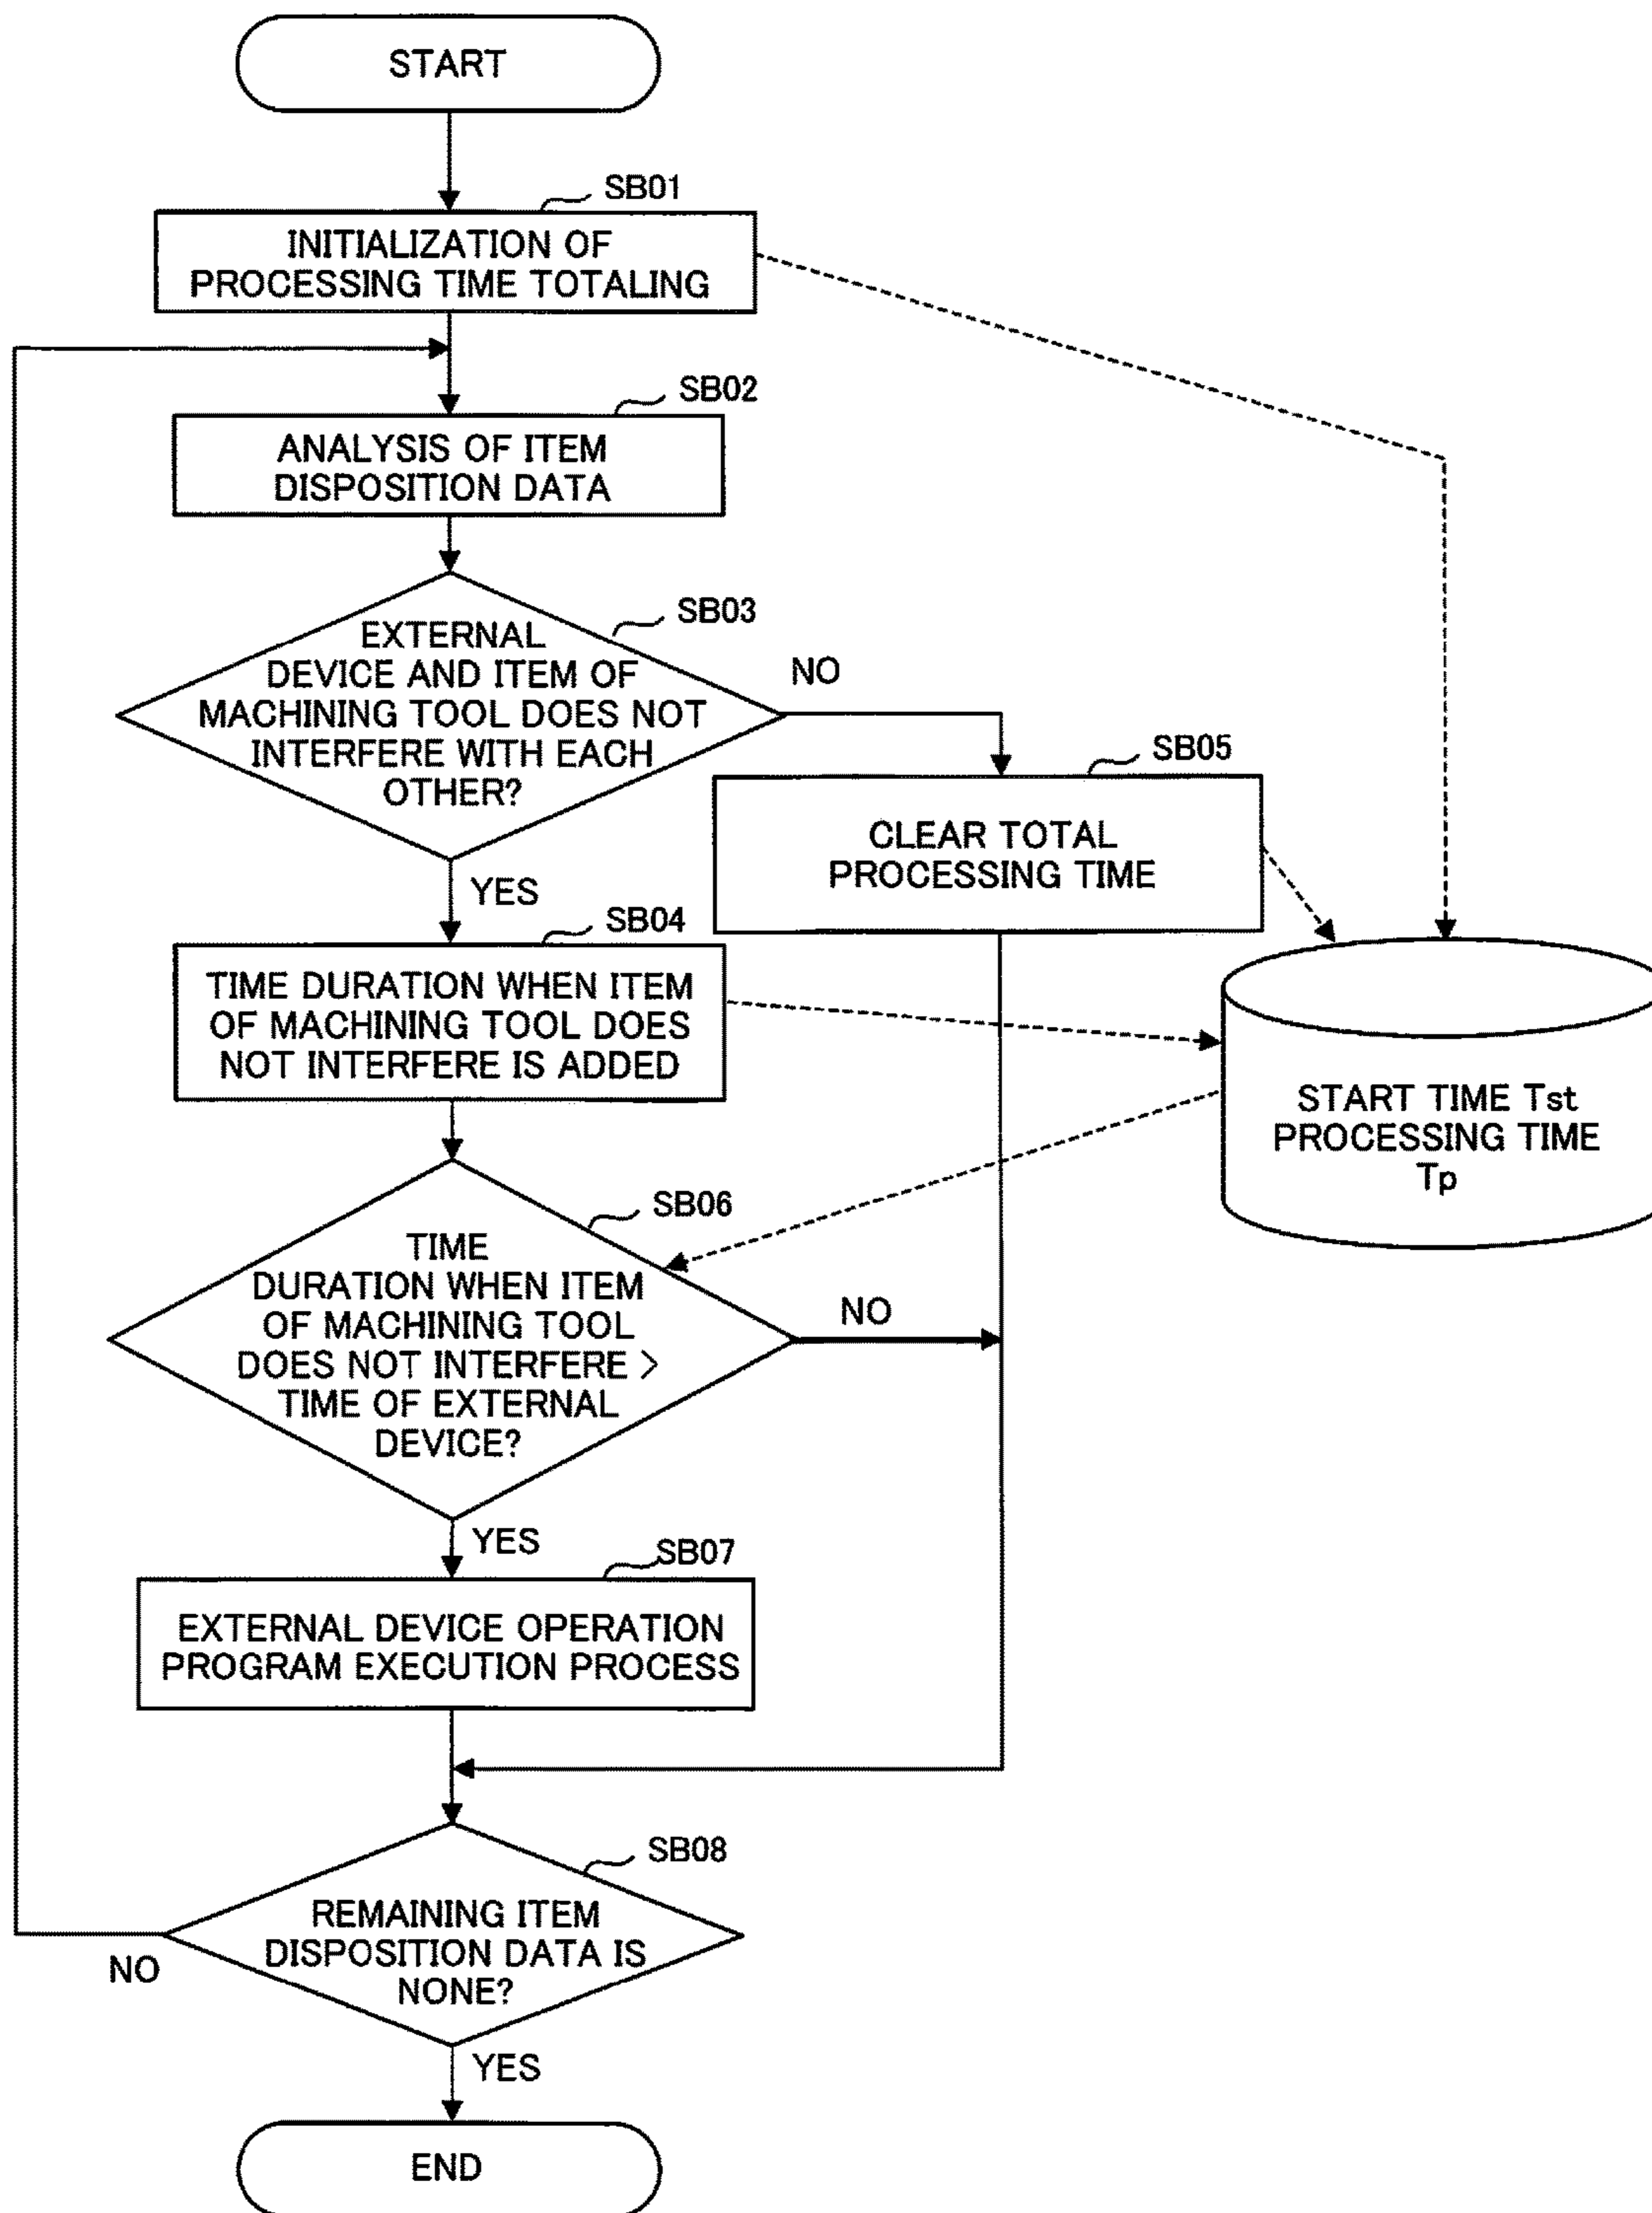 START
SB01
INITIALIZATION OF
PROCESSING TIME TOTALING
SB02
ANALYSIS OF ITEM
DISPOSITION DATA
SB03
EXTERNAL
DEVICE AND ITEM OF
MACHINING TOOL DOES NOT
INTERFERE WITH EACH
OTHER?
NO
YES
SB05
CLEAR TOTAL
PROCESSING TIME
SB04
TIME DURATION WHEN ITEM
OF MACHINING TOOL DOES
NOT INTERFERE IS ADDED
START TIME Tst
PROCESSING TIME
Tp
SB06
TIME
DURATION WHEN ITEM
OF MACHINING TOOL
DOES NOT INTERFERE >
TIME OF EXTERNAL
DEVICE?
NO
YES
SB07
EXTERNAL DEVICE OPERATION
PROGRAM EXECUTION PROCESS
SB08
REMAINING ITEM
DISPOSITION DATA IS
NONE?
NO
YES
END